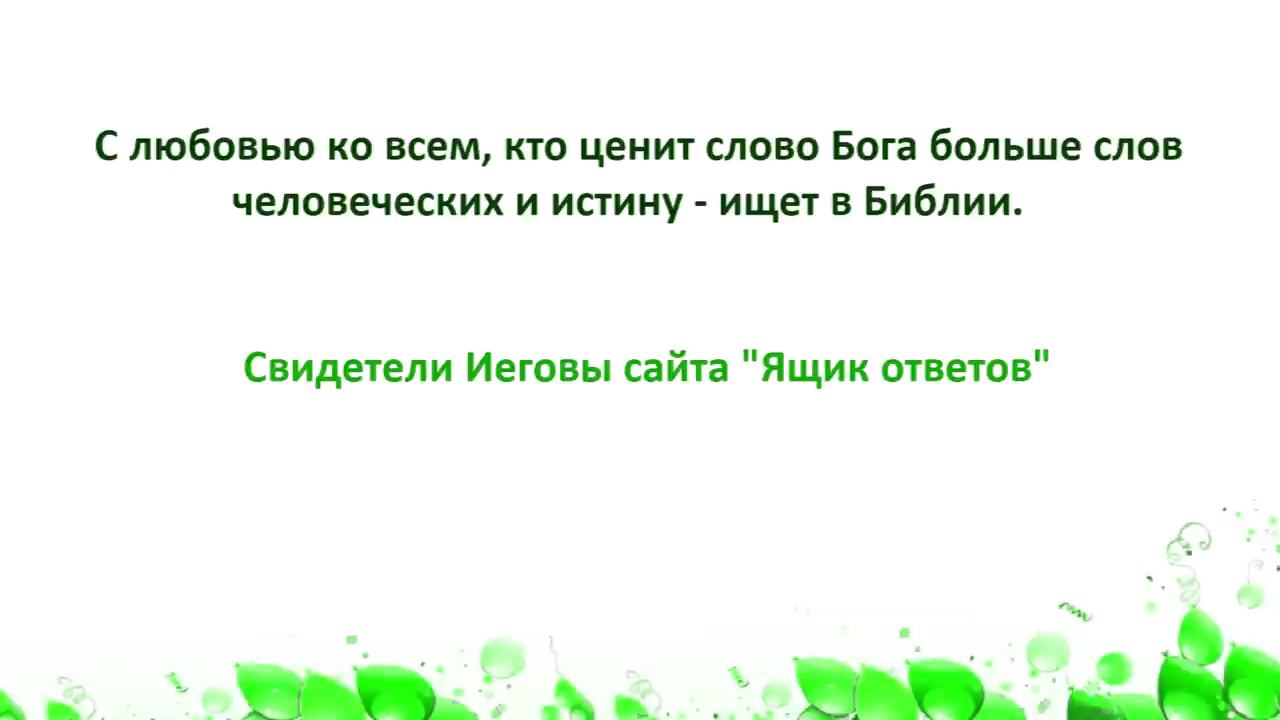 С любовью ко всем, кто ценит слово Бога больше слов
человеческих и истину - ищет в Библии.
Свидетели Иеговы сайта "Ящик ответов"